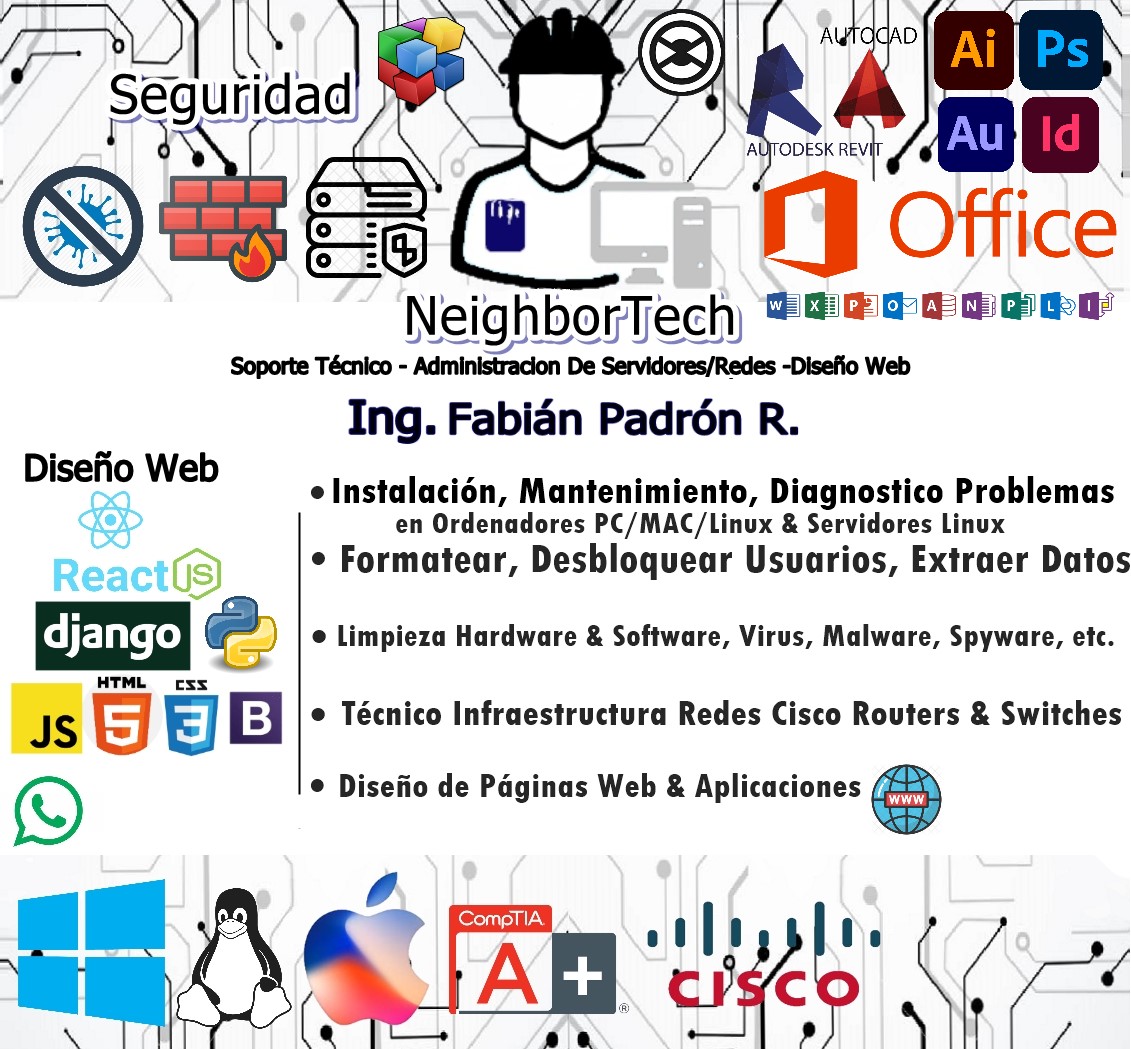 Seguridad
AUTOCAD
AUTODESK REVIT
Ai
Ps
Au
Id
Office
W X P O A N P L I
NeighborTech
Soporte Técnico - Administracion De Servidores/Redes -Diseño Web
Ing. Fabián Padrón R.
Diseño Web
React JS
django
HTML
5
CSS
3
JS
B
• Instalación, Mantenimiento, Diagnostico Problemas
en Ordenadores PC/MAC/Linux & Servidores Linux
• Formatear, Desbloquear Usuarios, Extraer Datos
• Limpieza Hardware & Software, Virus, Malware, Spyware, etc.
• Técnico Infraestructura Redes Cisco Routers & Switches
• Diseño de Páginas Web & Aplicaciones
WWW
CompTIA.
A +
®
CISCO